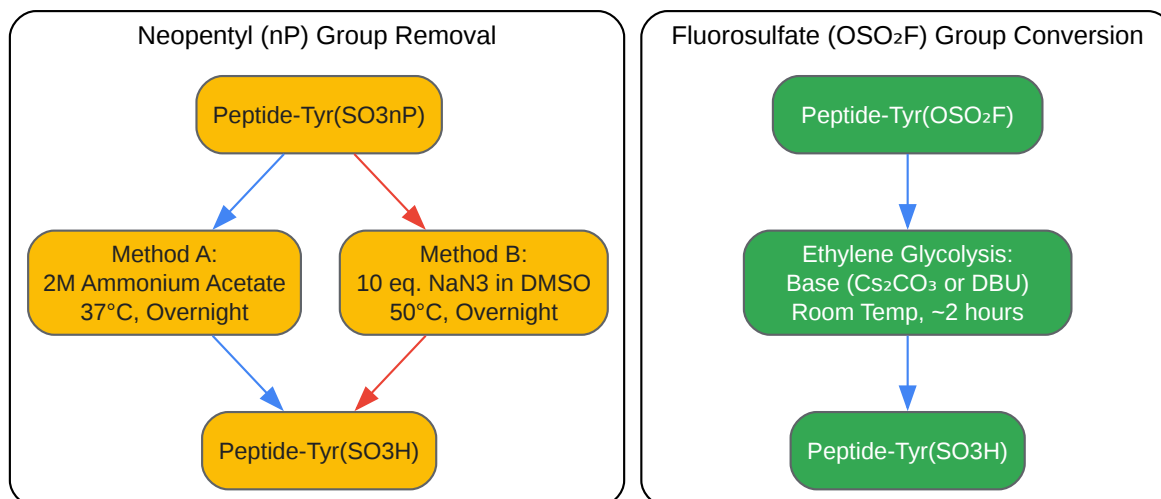 Neopentyl (nP) Group Removal
Peptide-Tyr(SO3nP)
Method A:
2M Ammonium Acetate
37°C, Overnight
Method B:
10 eq. NaN3 in DMSO
50°C, Overnight
Peptide-Tyr(SO3H)
Fluorosulfate (OSO₂F) Group Conversion
Peptide-Tyr(OSO₂F)
Ethylene Glycolysis:
Base (Cs₂CO₃ or DBU)
Room Temp, ~2 hours
Peptide-Tyr(SO3H)